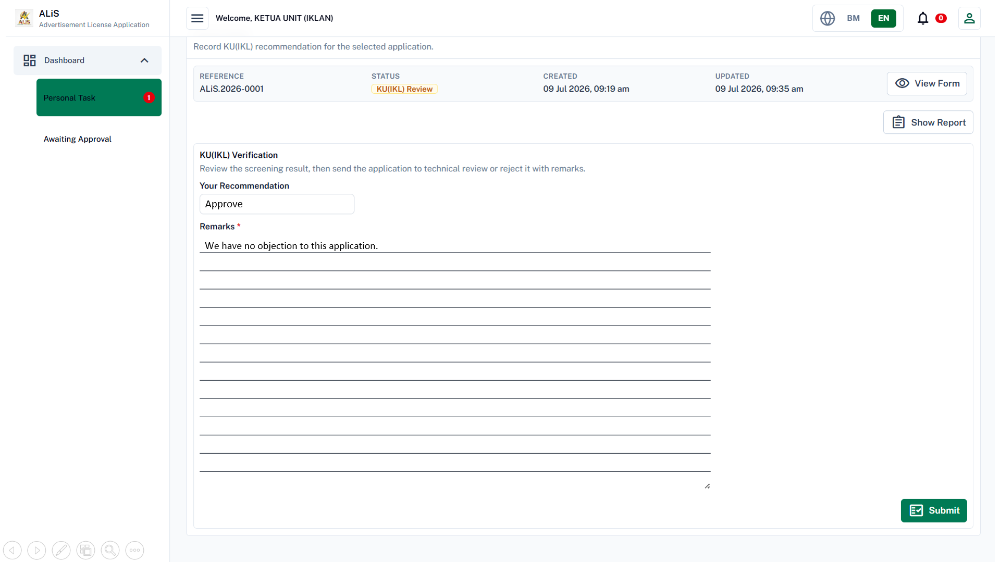 ALiS
Advertisement License Application
Welcome, KETUA UNIT (IKLAN)
BM
EN
0
Dashboard
Personal Task
1
Awaiting Approval
Record KU(IKL) recommendation for the selected application.
REFERENCE
ALiS.2026-0001
STATUS
KU(IKL) Review
CREATED
09 Jul 2026, 09:19 am
UPDATED
09 Jul 2026, 09:35 am
View Form
Show Report
KU(IKL) Verification
Review the screening result, then send the application to technical review or reject it with remarks.
Your Recommendation
Approve
Remarks *
We have no objection to this application.
Submit